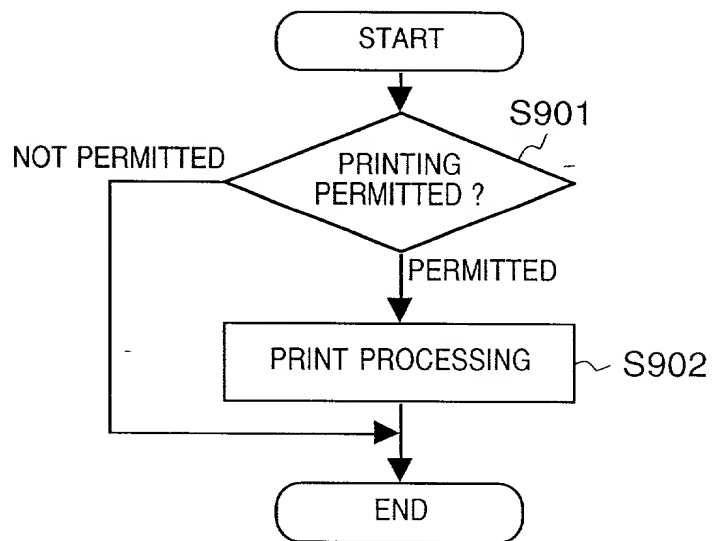 START
S901
NOT PERMITTED
PRINTING
PERMITTED ?
PERMITTED
PRINT PROCESSING
S902
END